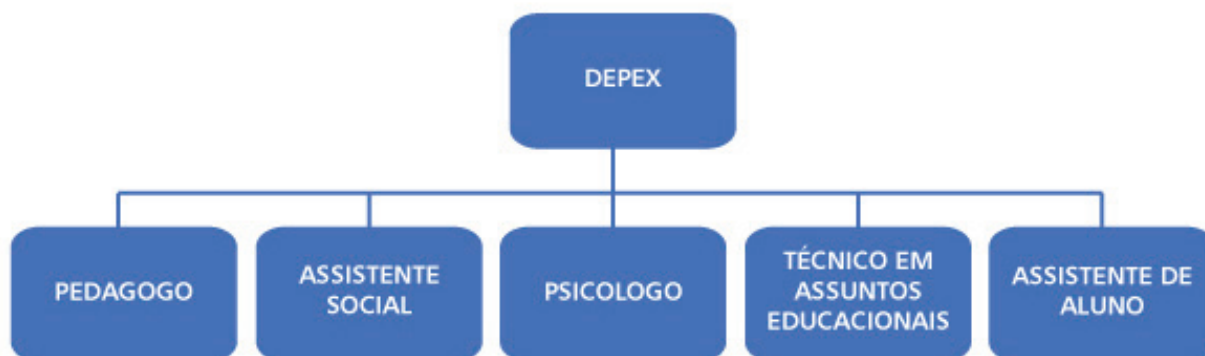 DEPEX
PEDAGOGO
ASSISTENTE
SOCIAL
PSICOLOGO
TÉCNICO EM
ASSUNTOS
EDUCACIONAIS
ASSISTENTE DE
ALUNO